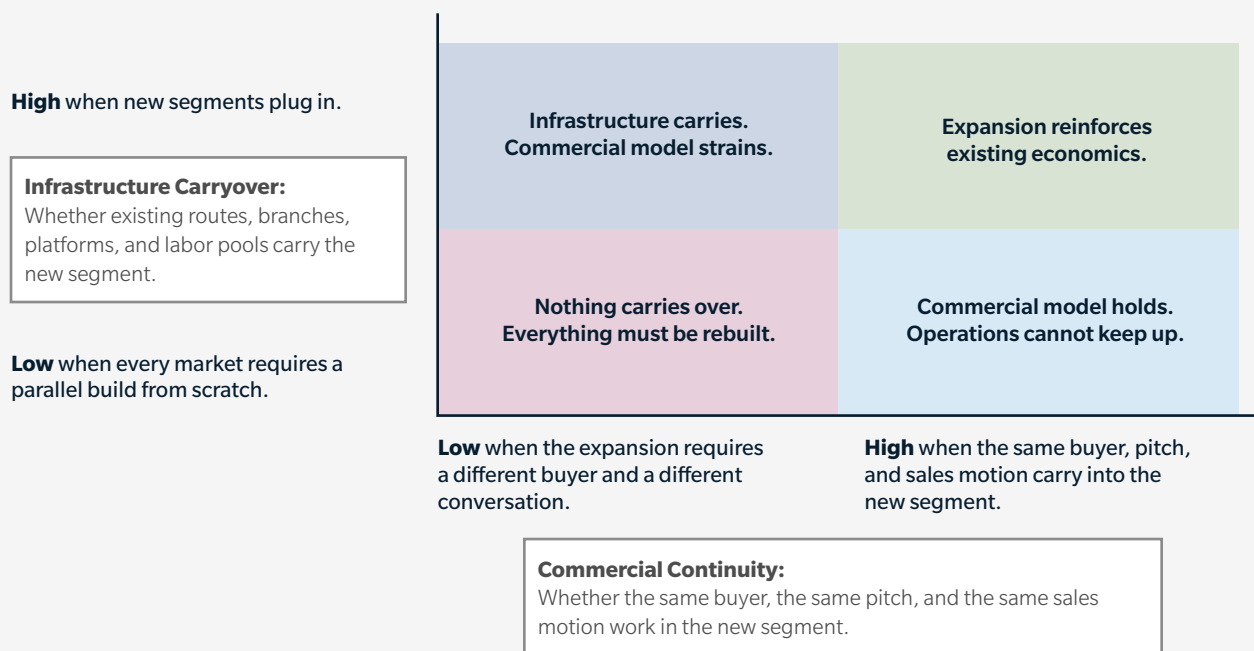 High when new segments plug in.
Infrastructure Carryover:
Whether existing routes, branches,
platforms, and labor pools carry the
new segment.
Low when every market requires a
parallel build from scratch.
Infrastructure carries.
Commercial model strains.
Expansion reinforces
existing economics.
Nothing carries over.
Everything must be rebuilt.
Commercial model holds.
Operations cannot keep up.
Low when the expansion requires
a different buyer and a different
conversation.
High when the same buyer, pitch,
and sales motion carry into the
new segment.
Commercial Continuity:
Whether the same buyer, the same pitch, and the same sales
motion work in the new segment.